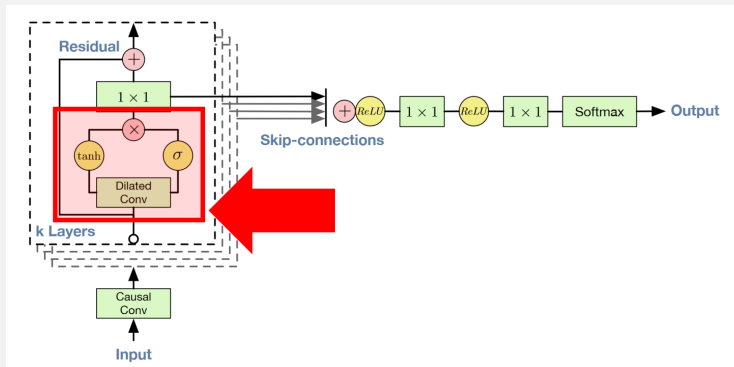 Residual
+
1 × 1
×
tanh
σ
Dilated
Conv
k Layers
Causal
Conv
Input
Skip-connections
+
ReLU
1 × 1
ReLU
1 × 1
Softmax
Output